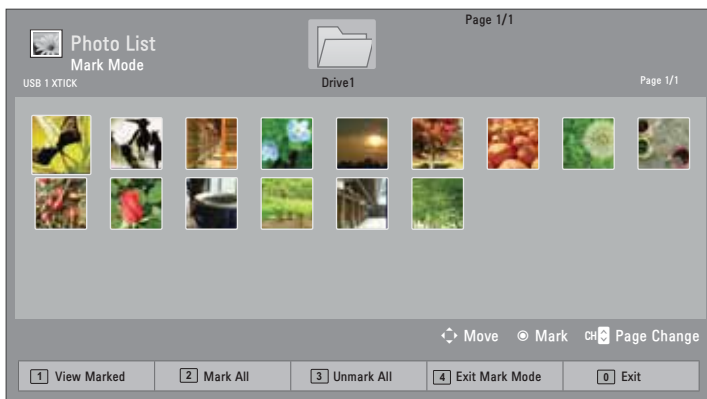 Page 1/1
Photo List
Mark Mode
USB 1 XTICK
Drive1
Page 1/1
Move Mark CH Page Change
1 View Marked 2 Mark All 3 Unmark All 4 Exit Mark Mode 0 Exit